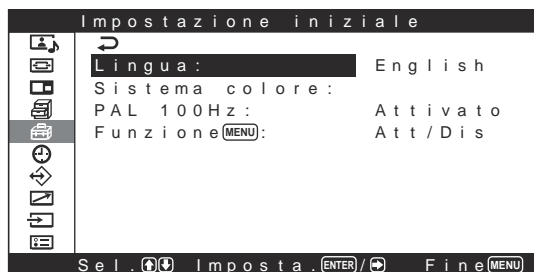 Impostazione iniziale
Lingua: English
Sistema colore:
PAL 100Hz: Attivato
Funzione MENU: Att/Dis
Sel. Imposta. ENTER/ Fine MENU